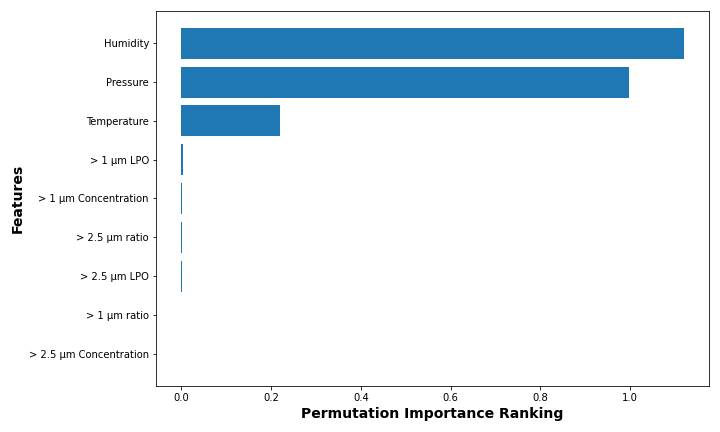 Humidity
Pressure
Temperature
> 1 µm LPO
> 1 µm Concentration
> 2.5 µm ratio
> 2.5 µm LPO
> 1 µm ratio
> 2.5 µm Concentration
Features
0.0 0.2 0.4 0.6 0.8 1.0
Permutation Importance Ranking